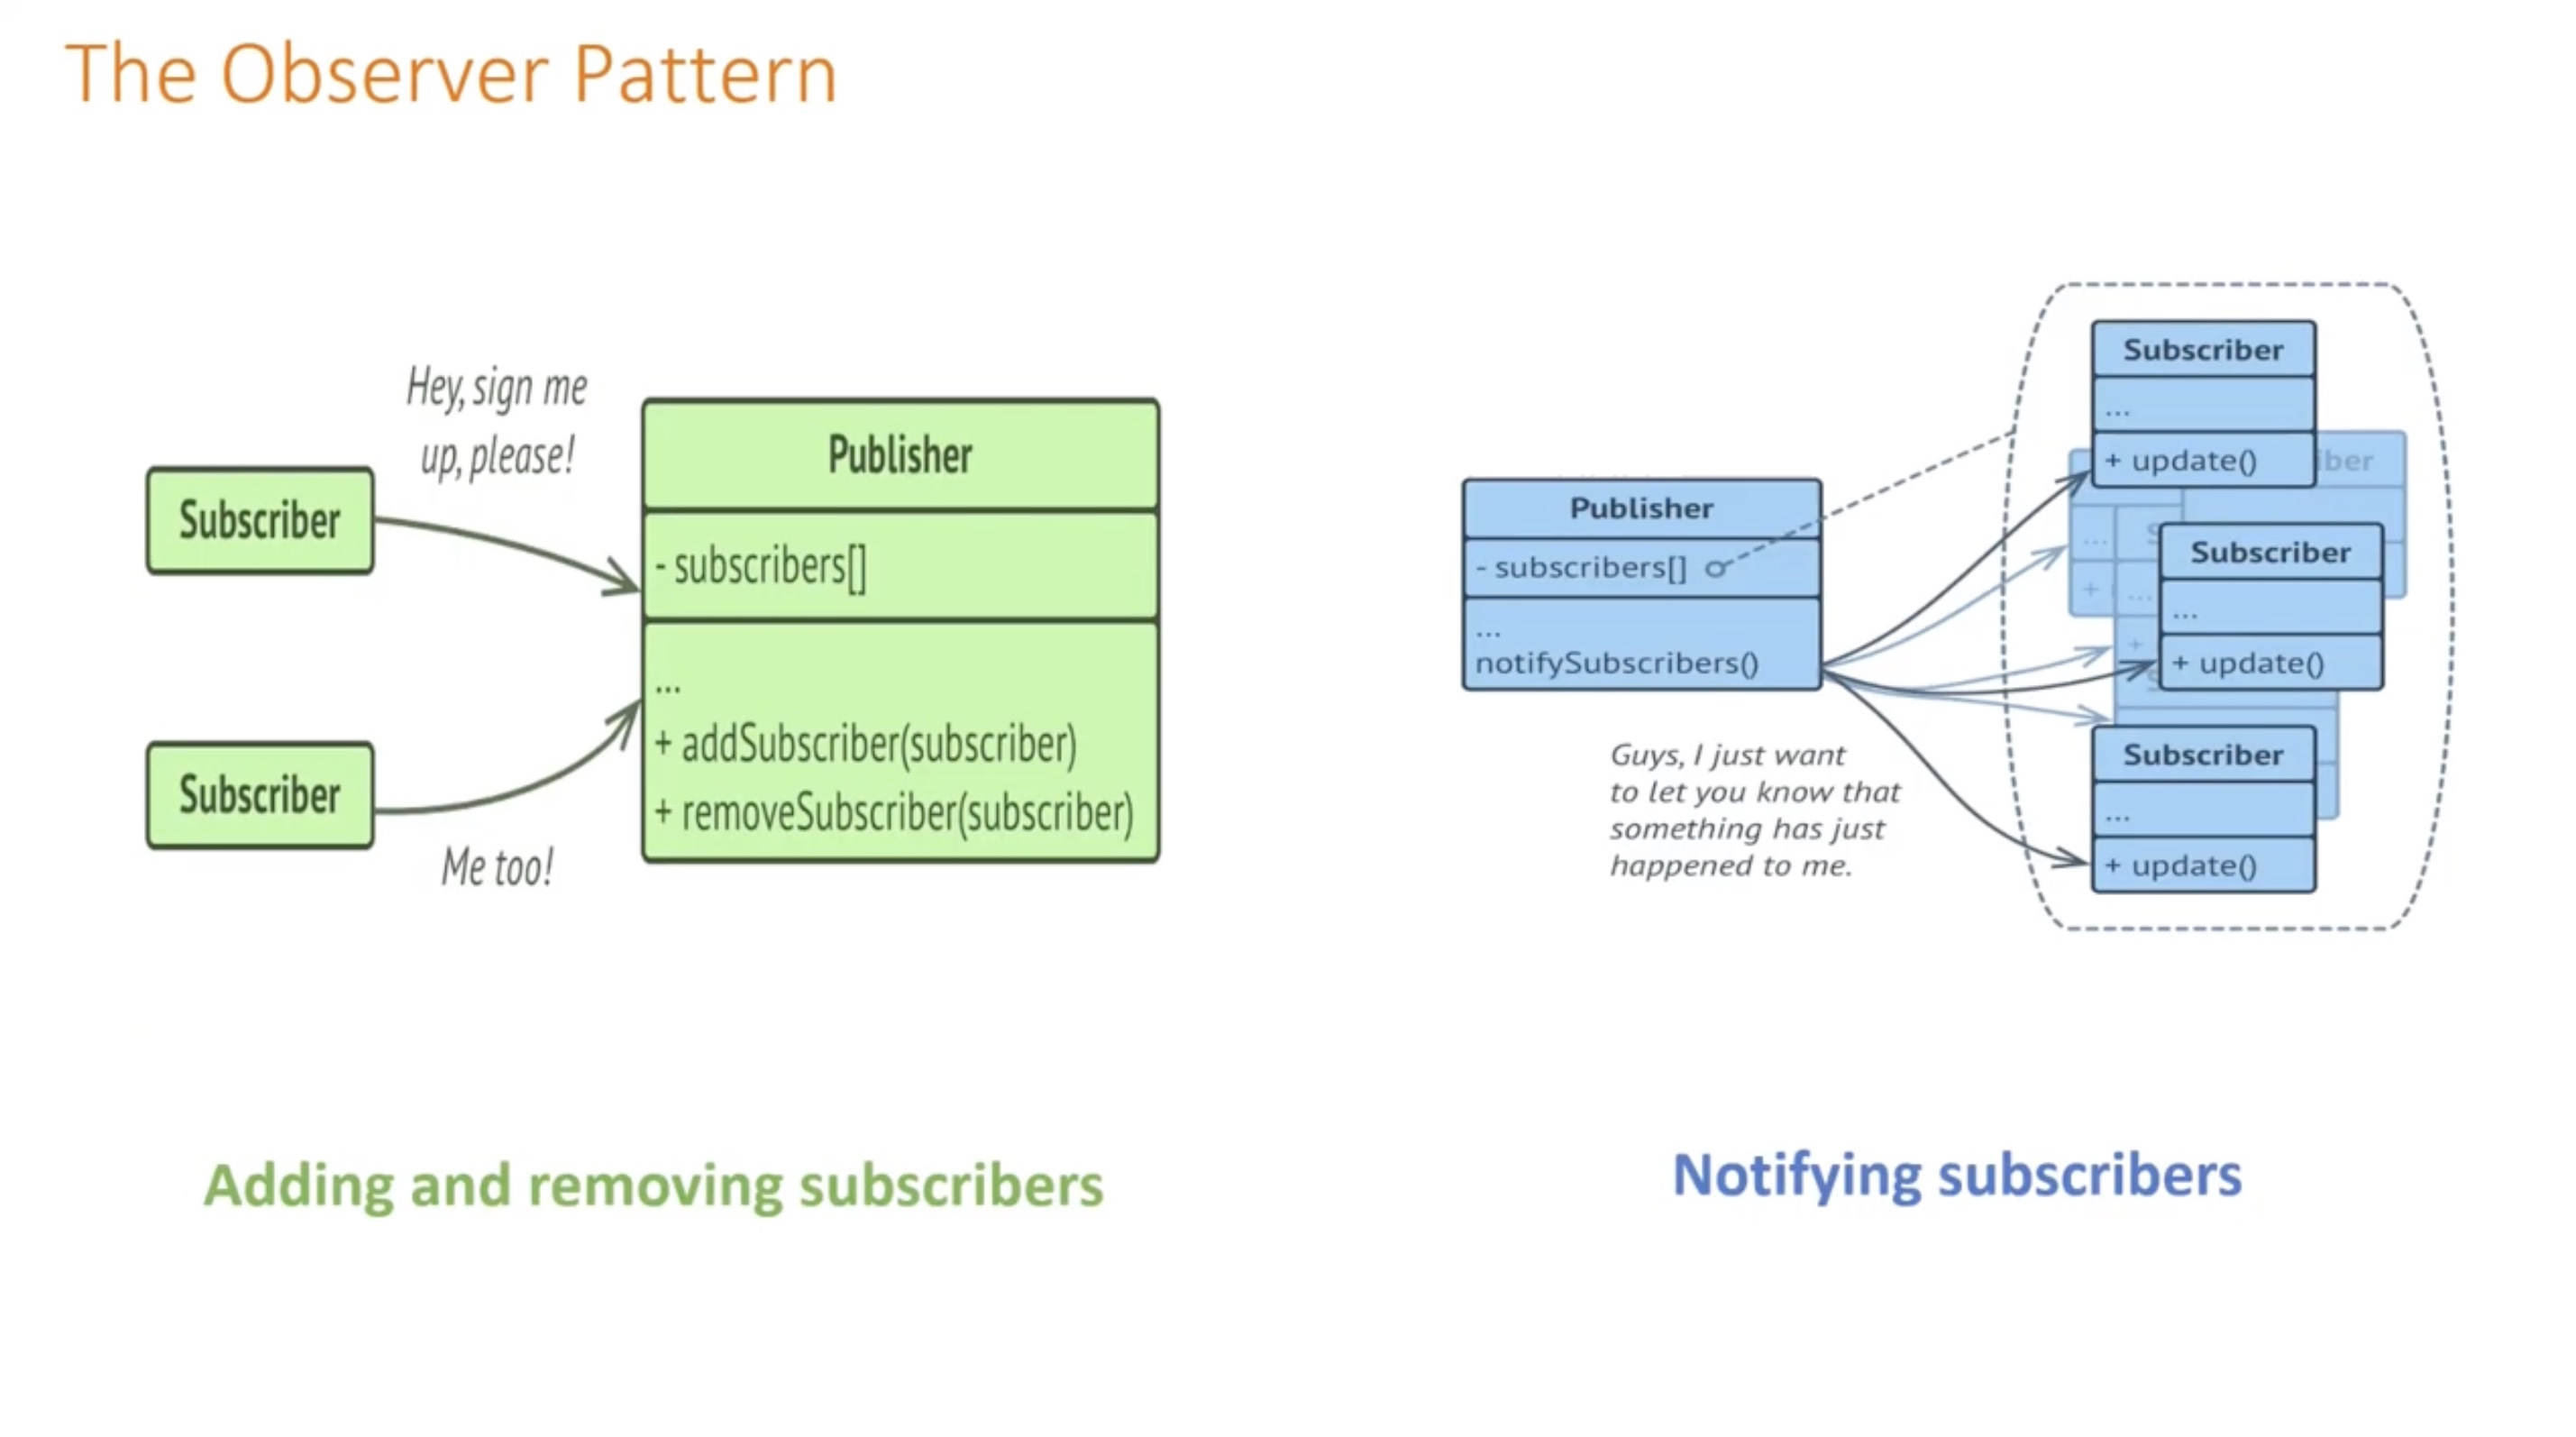 The Observer Pattern
Hey, sign me
up, please!
Subscriber
Subscriber
Me too!
Publisher
- subscribers[]
...
+ addSubscriber(subscriber)
+ removeSubscriber(subscriber)
Adding and removing subscribers
Publisher
- subscribers[]
...
notifySubscribers()
Guys, I just want
to let you know that
something has just
happened to me.
Subscriber
...
+ update()
iber
...
S
+
...
Subscriber
...
+
+ update()
S
Subscriber
...
+ update()
Notifying subscribers